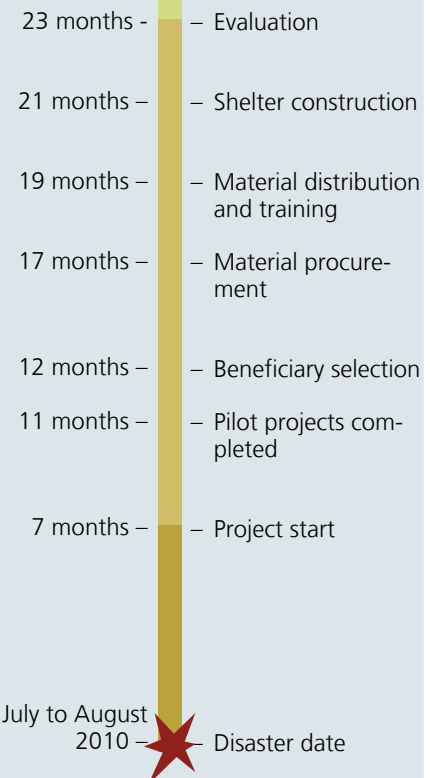 23 months - – Evaluation
21 months – – Shelter construction
19 months – – Material distribution
and training
17 months – – Material procure-
ment
12 months – – Beneficiary selection
11 months – – Pilot projects com-
pleted
7 months – – Project start
July to August
2010 – – Disaster date